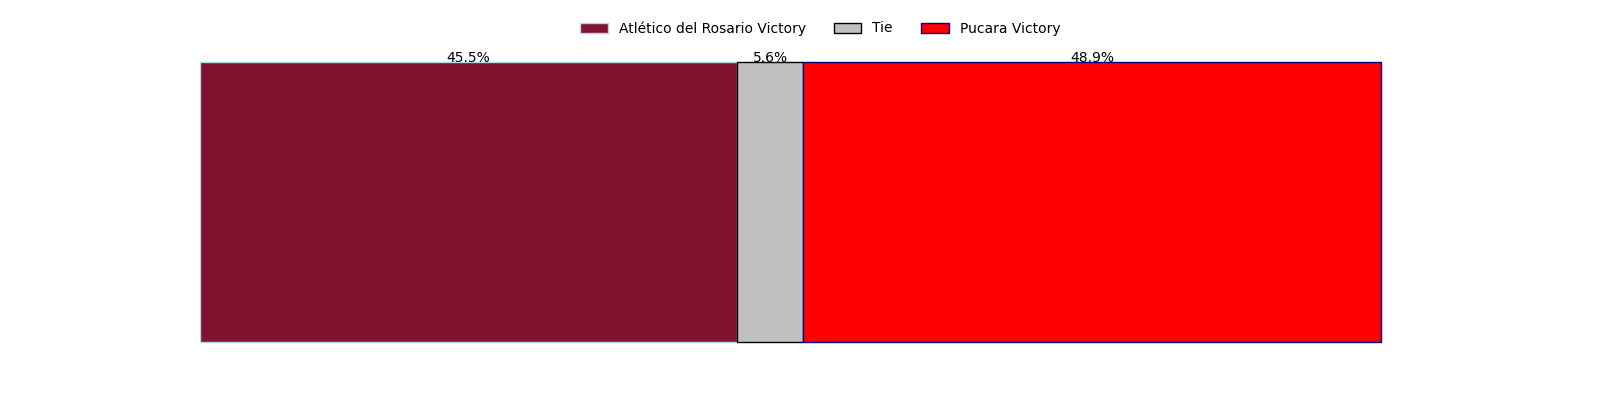 Atlético del Rosario Victory Tie Pucara Victory
45.5% 5.6% 48.9%